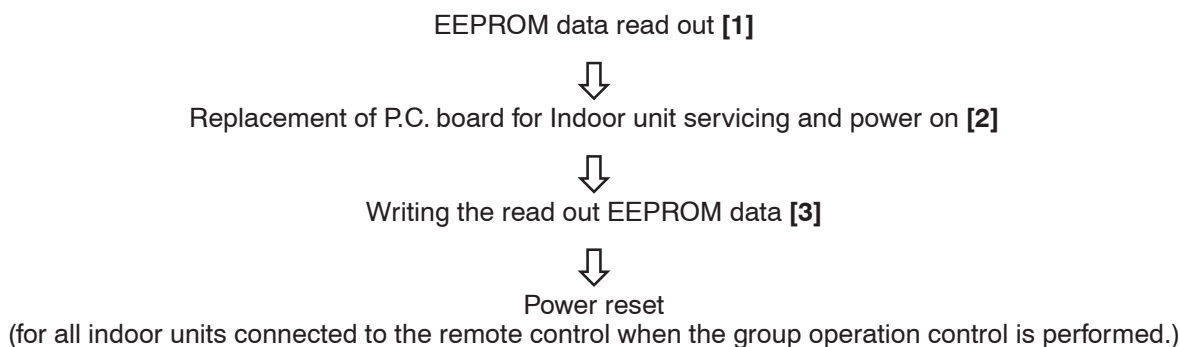 EEPROM data read out [1]
Replacement of P.C. board for Indoor unit servicing and power on [2]
Writing the read out EEPROM data [3]
Power reset
(for all indoor units connected to the remote control when the group operation control is performed.)